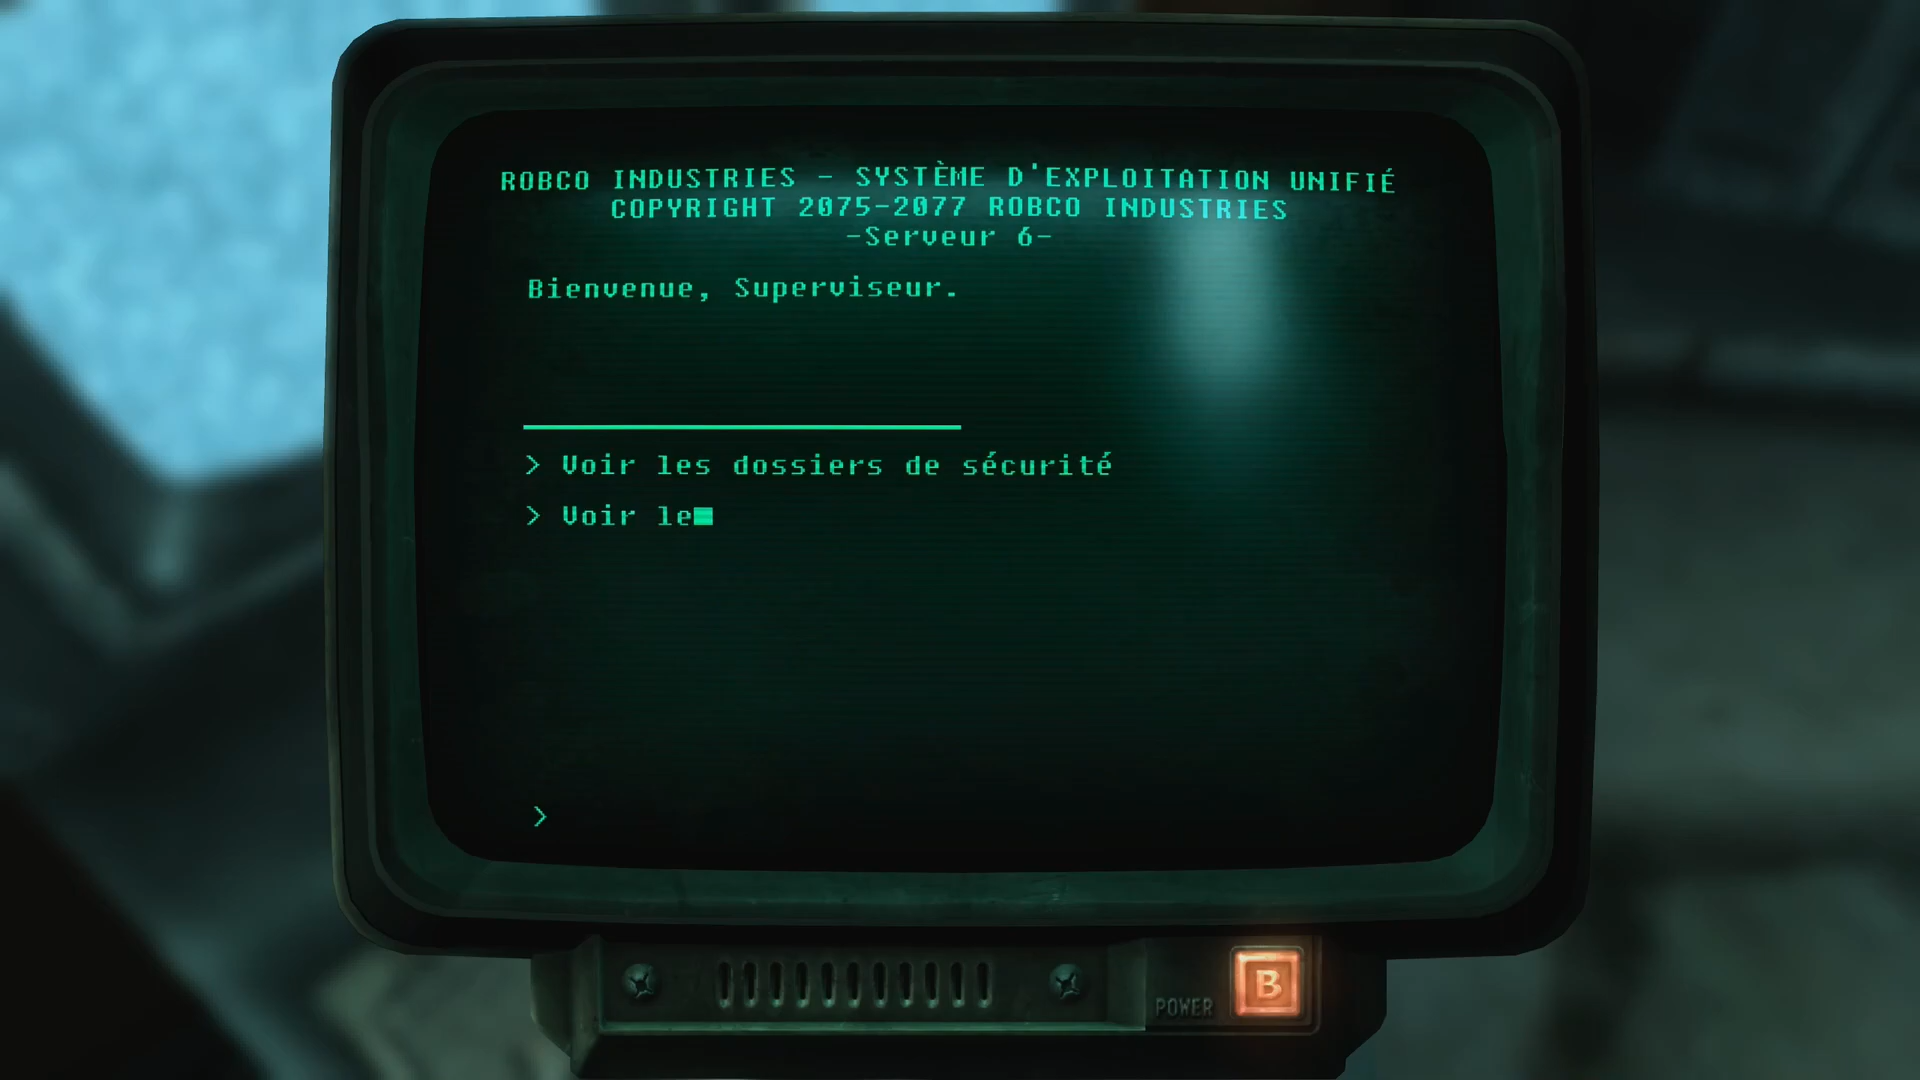 ROBCO INDUSTRIES - SYSTÈME D'EXPLOITATION UNIFIÉ
COPYRIGHT 2075-2077 ROBCO INDUSTRIES
-Serveur 6-
Bienvenue, Superviseur.
> Voir les dossiers de sécurité
> Voir le
>
POWER
B